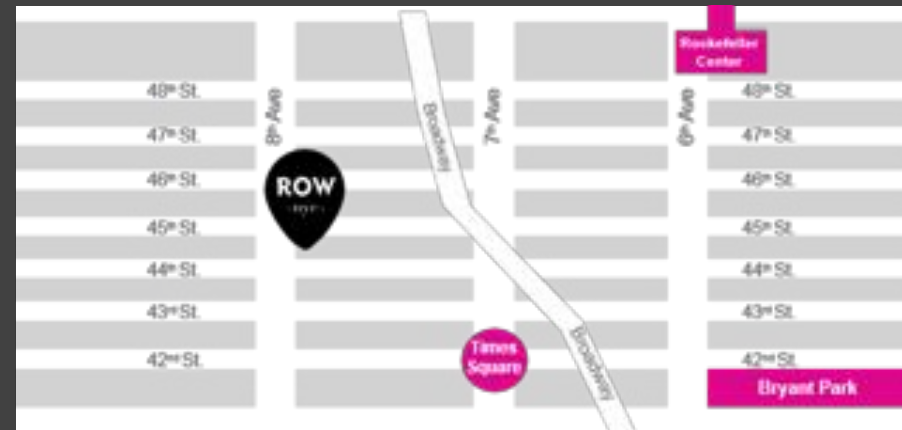 Rockefeller
Center
48th St.
48th St.
8th Ave
Broadway
7th Ave
6th Ave
47th St.
47th St.
46th St.
46th St.
ROW
45th St.
45th St.
44th St.
44th St.
43rd St.
43rd St.
Times
Square
Broadway
42nd St.
42nd St.
Bryant Park